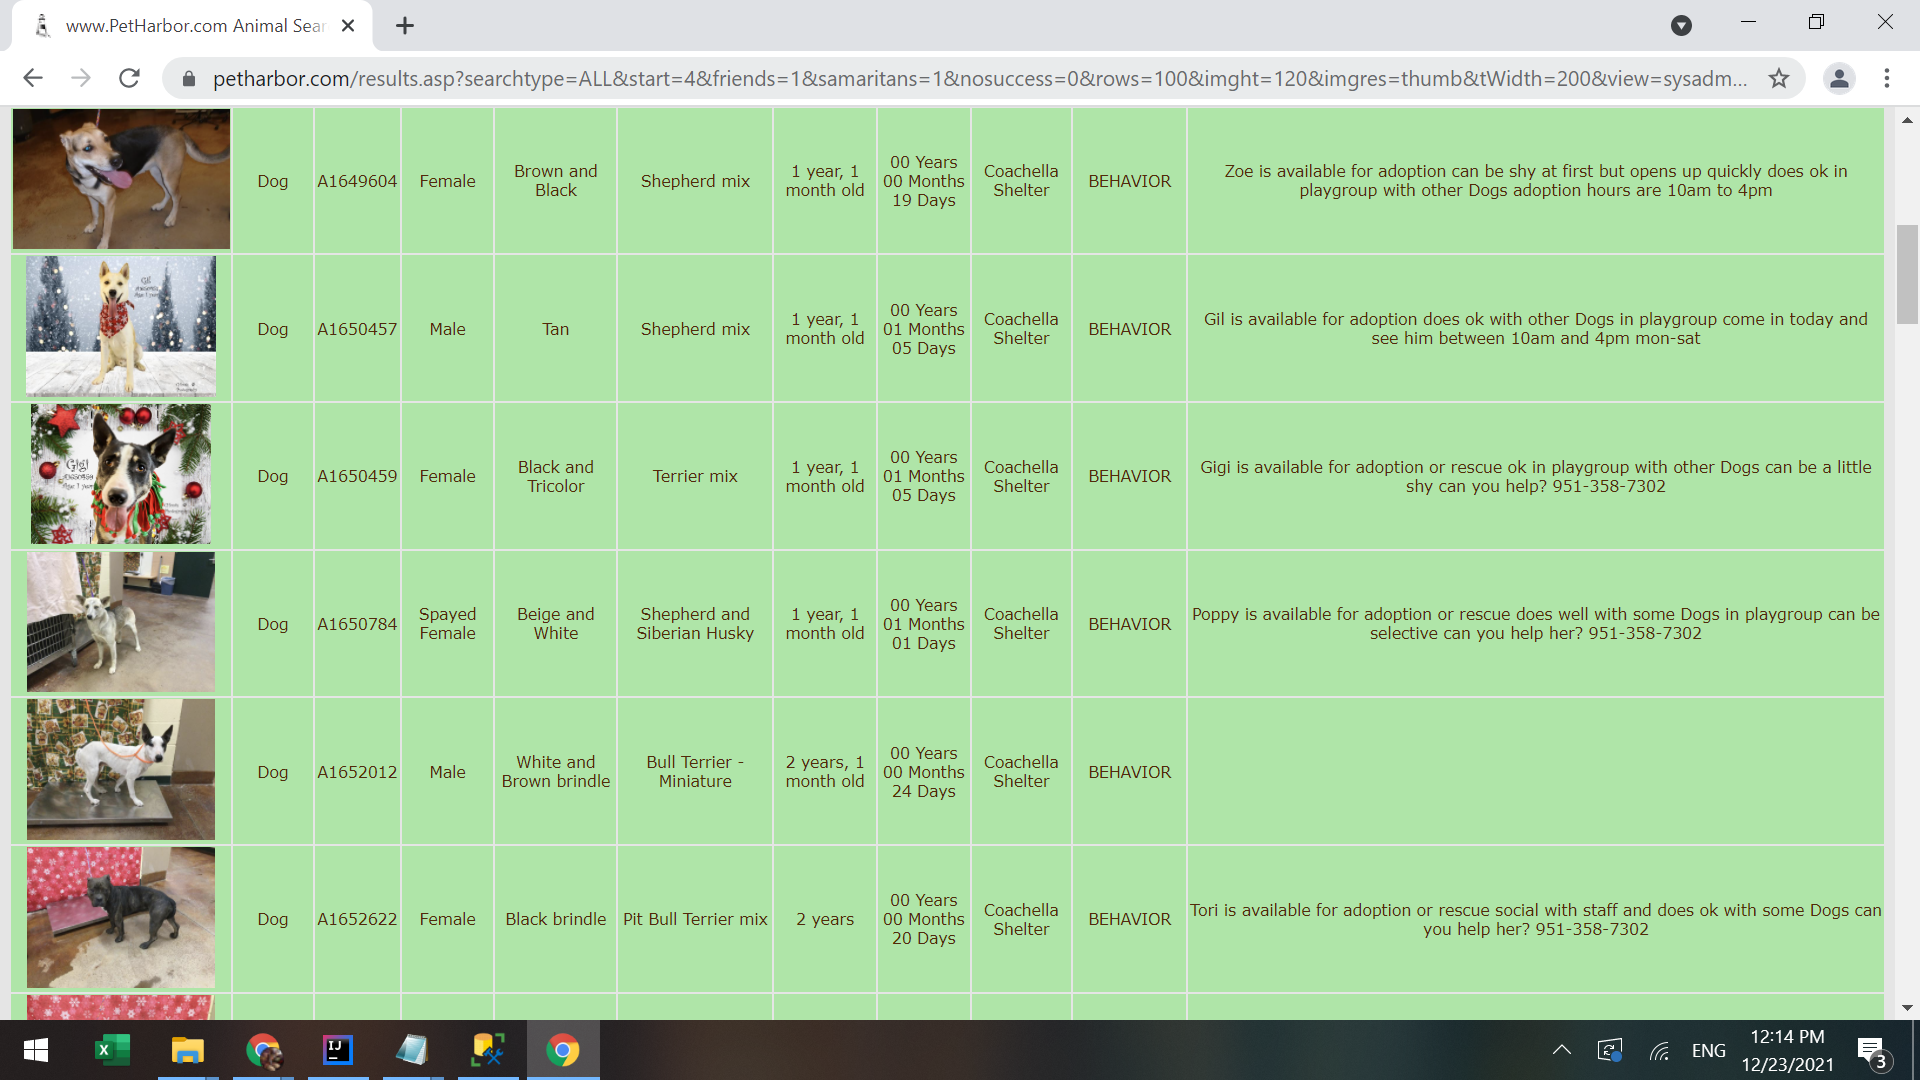 www.PetHarbor.com Animal Sear
petharbor.com/results.asp?searchtype=ALL&start=4&friends=1&samaritans=1&nosuccess=0&rows=100&imght=120&imgres=thumb&tWidth=200&view=sysadm...
Dog
A1649604
Female
Brown and
Black
Shepherd mix
1 year, 1
month old
00 Years
00 Months
19 Days
Coachella
Shelter
BEHAVIOR
Zoe is available for adoption can be shy at first but opens up quickly does ok in
playgroup with other Dogs adoption hours are 10am to 4pm
Gil
Dog
A1650457
Male
Tan
Shepherd mix
1 year, 1
month old
00 Years
01 Months
05 Days
Coachella
Shelter
BEHAVIOR
Gil is available for adoption does ok with other Dogs in playgroup come in today and
see him between 10am and 4pm mon-sat
Gigi
Dog
A1650459
Female
Black and
Tricolor
Terrier mix
1 year, 1
month old
00 Years
01 Months
05 Days
Coachella
Shelter
BEHAVIOR
Gigi is available for adoption or rescue ok in playgroup with other Dogs can be a little
shy can you help? 951-358-7302
Dog
A1650784
Spayed
Female
Beige and
White
Shepherd and
Siberian Husky
1 year, 1
month old
00 Years
01 Months
01 Days
Coachella
Shelter
BEHAVIOR
Poppy is available for adoption or rescue does well with some Dogs in playgroup can be
selective can you help her? 951-358-7302
Dog
A1652012
Male
White and
Brown brindle
Bull Terrier -
Miniature
2 years, 1
month old
00 Years
00 Months
24 Days
Coachella
Shelter
BEHAVIOR
Dog
A1652622
Female
Black brindle
Pit Bull Terrier mix
2 years
00 Years
00 Months
20 Days
Coachella
Shelter
BEHAVIOR
Tori is available for adoption or rescue social with staff and does ok with some Dogs can
you help her? 951-358-7302
IJ
ENG
12:14 PM
12/23/2021
3